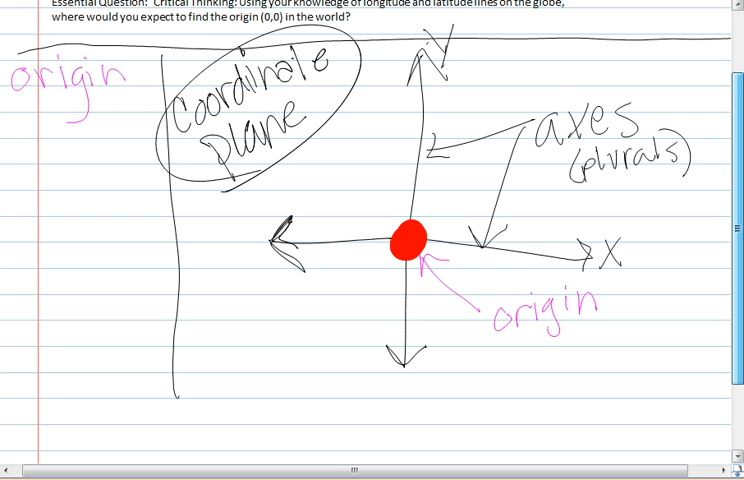 Essential Question: Critical Thinking: Using your knowledge of longitude and latitude lines on the globe,
where would you expect to find the origin (0,0) in the world?
origin
Coordinate
Plane
axes
(plurals)
X
origin